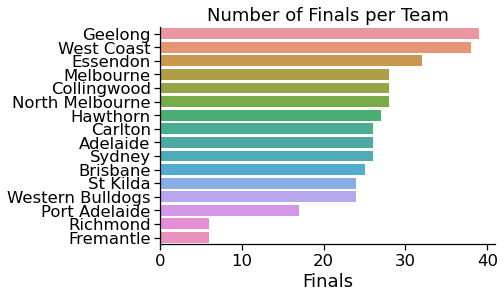 Number of Finals per Team
Geelong
West Coast
Essendon
Melbourne
Collingwood
North Melbourne
Hawthorn
Carlton
Adelaide
Sydney
Brisbane
St Kilda
Western Bulldogs
Port Adelaide
Richmond
Fremantle
0 10 20 30 40
Finals